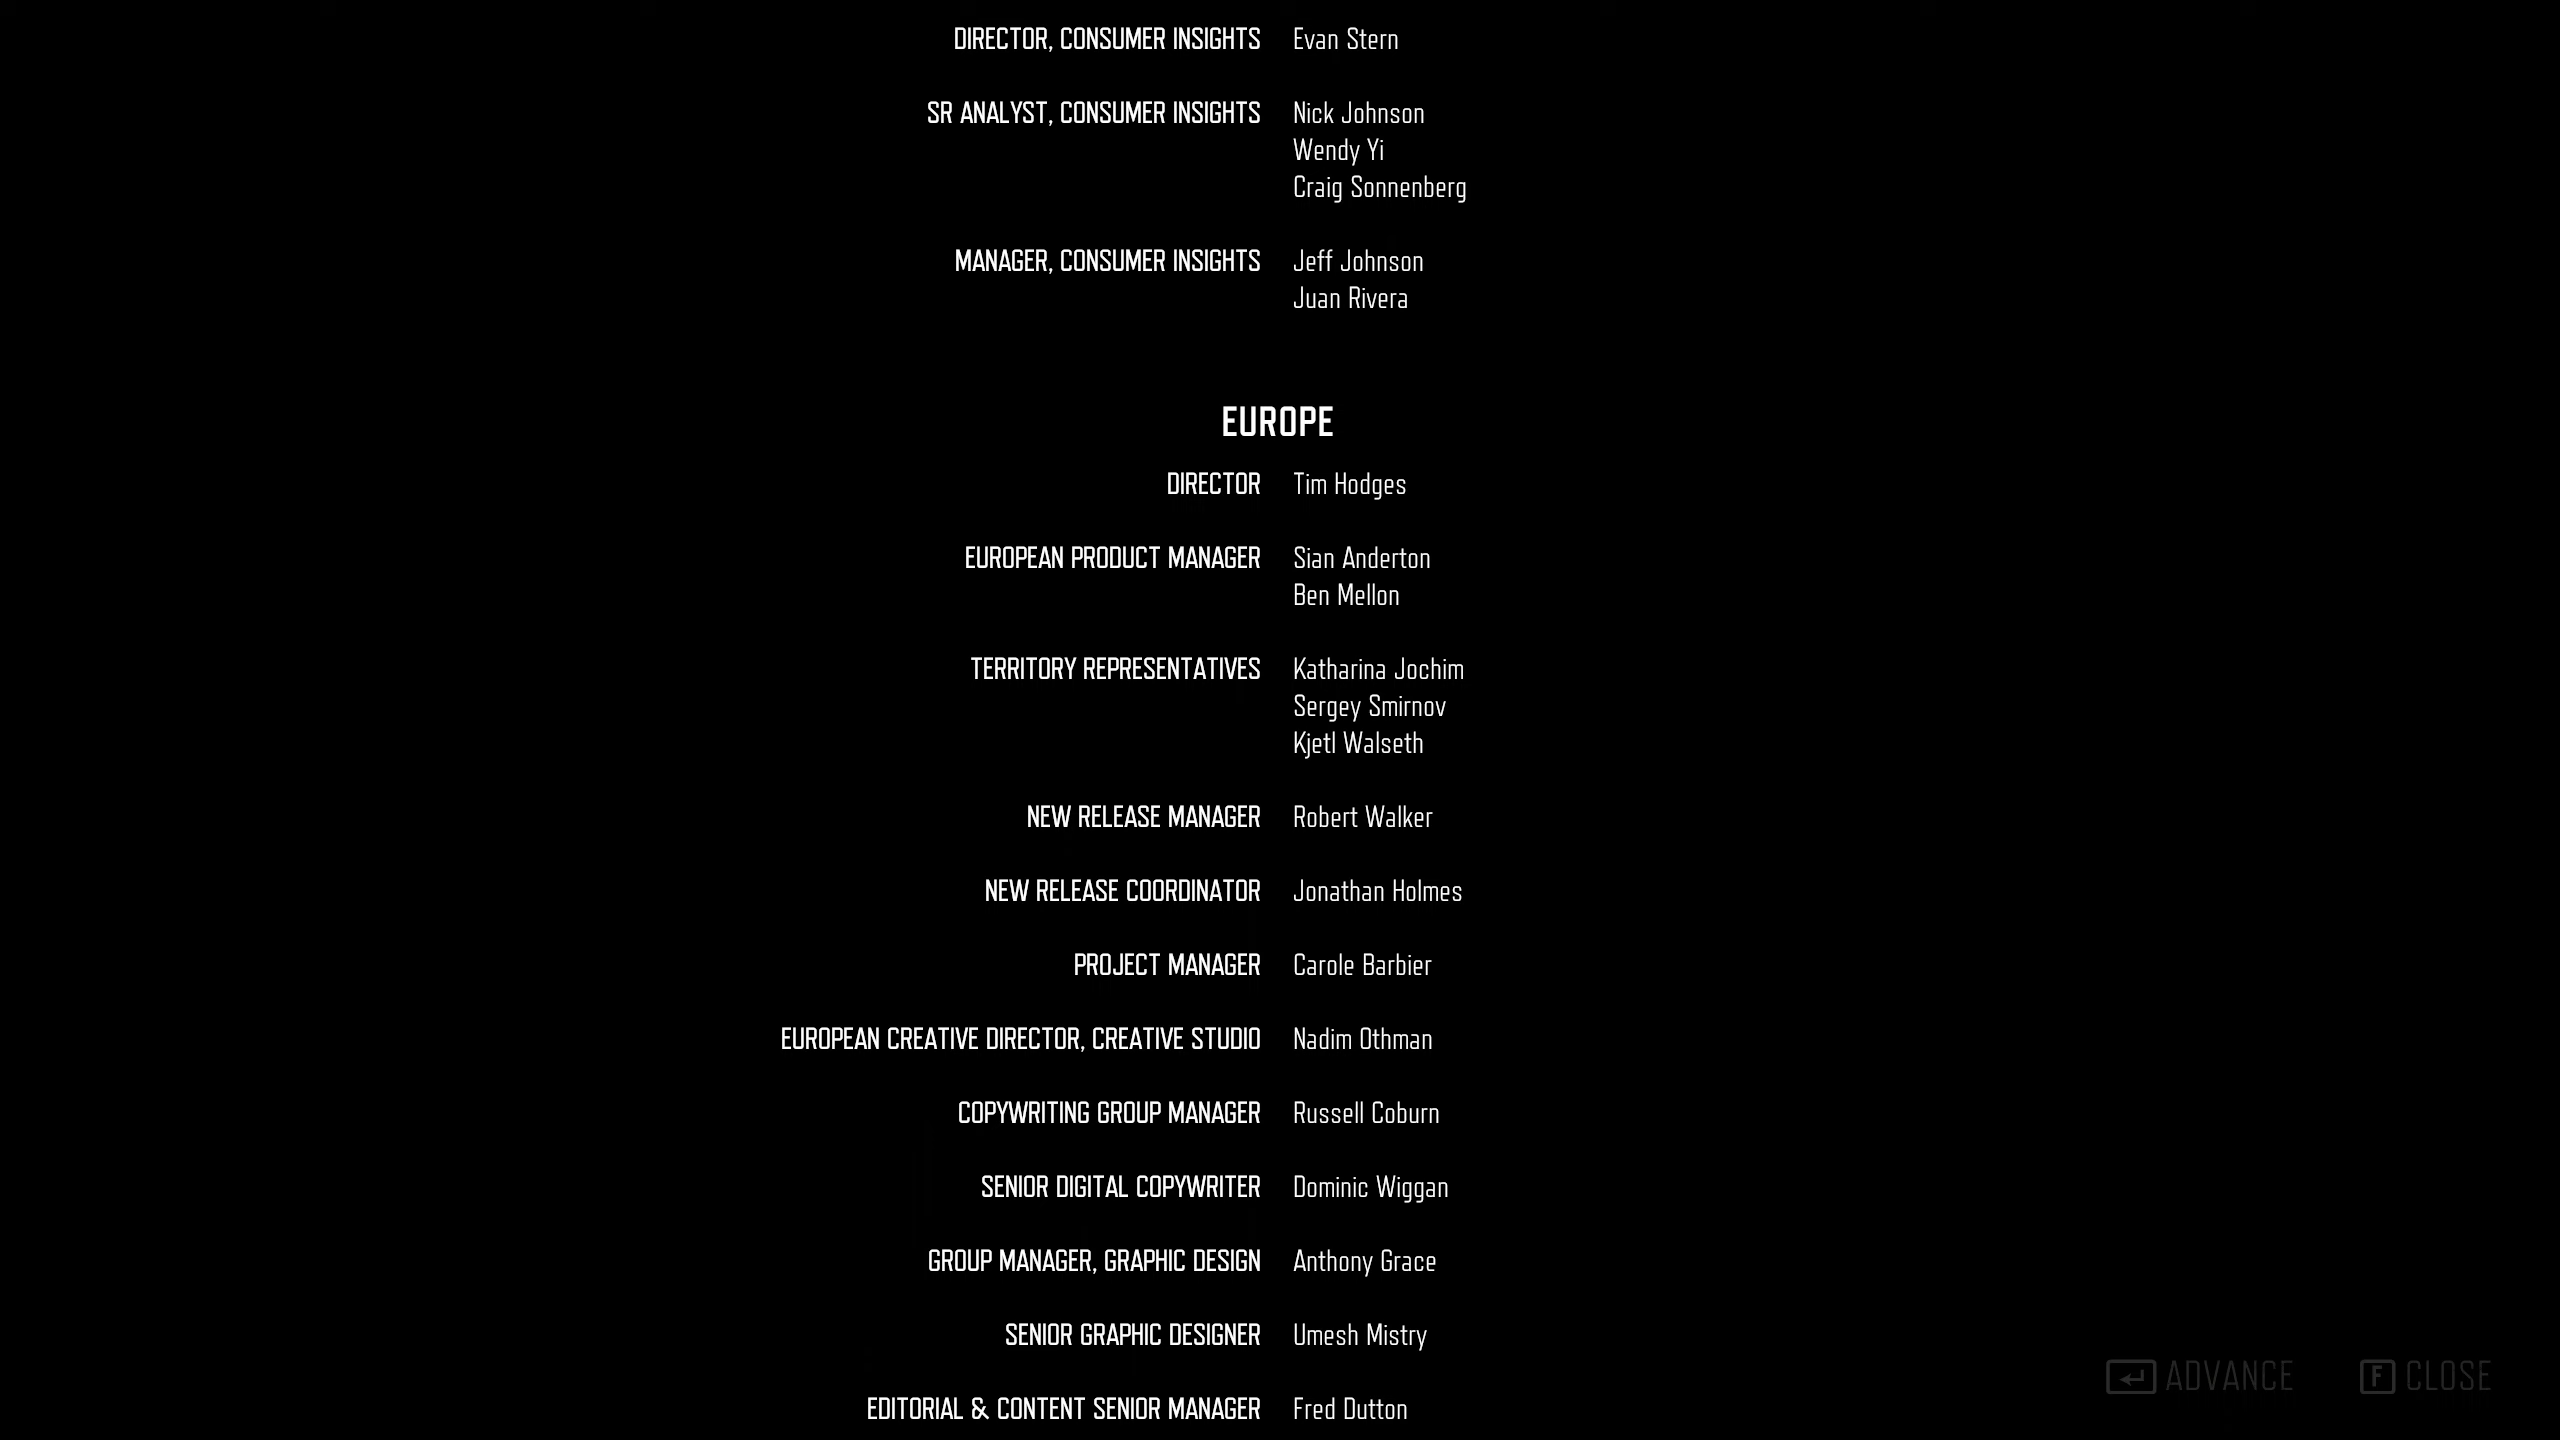 DIRECTOR, CONSUMER INSIGHTS Evan Stern
SR ANALYST, CONSUMER INSIGHTS Nick Johnson
Wendy Yi
Craig Sonnenberg
MANAGER, CONSUMER INSIGHTS Jeff Johnson
Juan Rivera
EUROPE
DIRECTOR Tim Hodges
EUROPEAN PRODUCT MANAGER Sian Anderton
Ben Mellon
TERRITORY REPRESENTATIVES Katharina Jochim
Sergey Smirnov
Kjetl Walseth
NEW RELEASE MANAGER Robert Walker
NEW RELEASE COORDINATOR Jonathan Holmes
PROJECT MANAGER Carole Barbier
EUROPEAN CREATIVE DIRECTOR, CREATIVE STUDIO Nadim Othman
COPYWRITING GROUP MANAGER Russell Coburn
SENIOR DIGITAL COPYWRITER Dominic Wiggan
GROUP MANAGER, GRAPHIC DESIGN Anthony Grace
SENIOR GRAPHIC DESIGNER Umesh Mistry
EDITORIAL & CONTENT SENIOR MANAGER Fred Dutton
ADVANCE F CLOSE